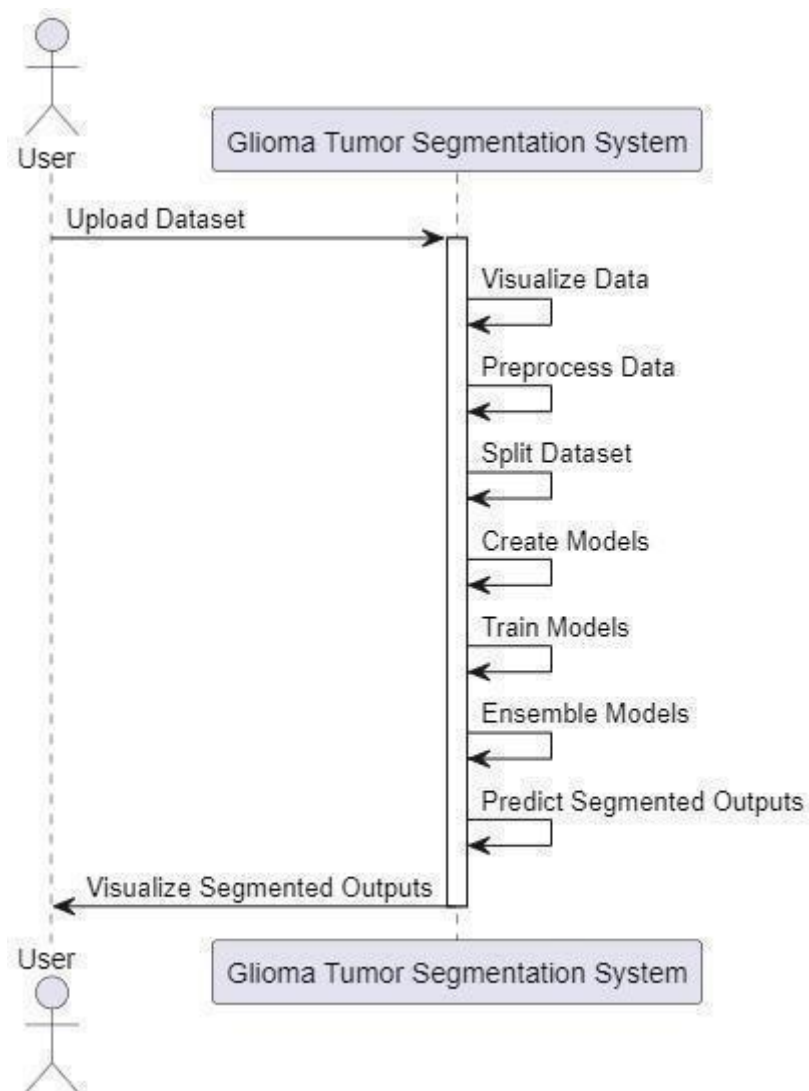 User
Glioma Tumor Segmentation System
Upload Dataset
Visualize Data
Preprocess Data
Split Dataset
Create Models
Train Models
Ensemble Models
Predict Segmented Outputs
Visualize Segmented Outputs
User
Glioma Tumor Segmentation System